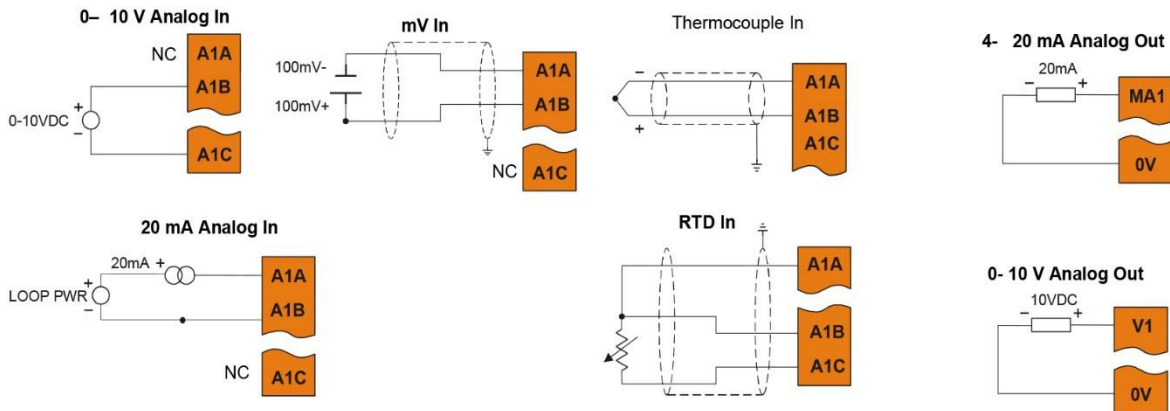 0– 10 V Analog In
NC
A1A
A1B
A1C
+
0-10VDC
–
mV In
100mV-
100mV+
A1A
A1B
NC
A1C
Thermocouple In
–
+
A1A
A1B
A1C
4- 20 mA Analog Out
20mA
– +
MA1
0V
20 mA Analog In
20mA +
+
LOOP PWR
–
A1A
A1B
NC
A1C
RTD In
A1A
A1B
A1C
0- 10 V Analog Out
10VDC
– +
V1
0V